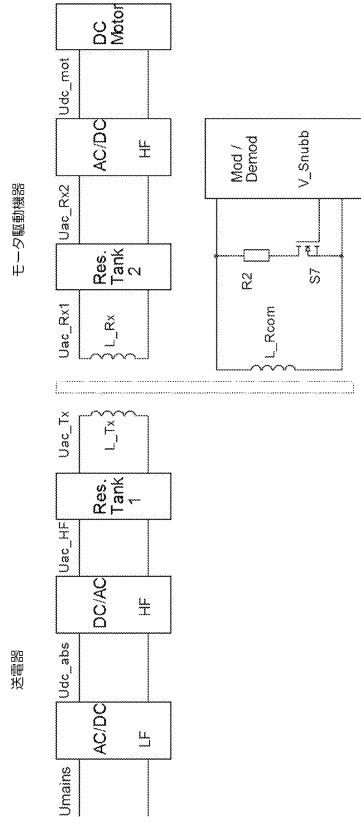 送電器
モータ駆動機器
Umains
AC/DC
LF
Udc_abs
DC/AC
HF
Uac_HF
Res.
Tank
1
Uac_Tx
L_Tx
Uac_Rx1
L_Rx
Res.
Tank
2
Uac_Rx2
AC/DC
HF
Udc_mot
DC
Motor
L_Rcom
R2
S7
Mod /
Demod
V_Snubb